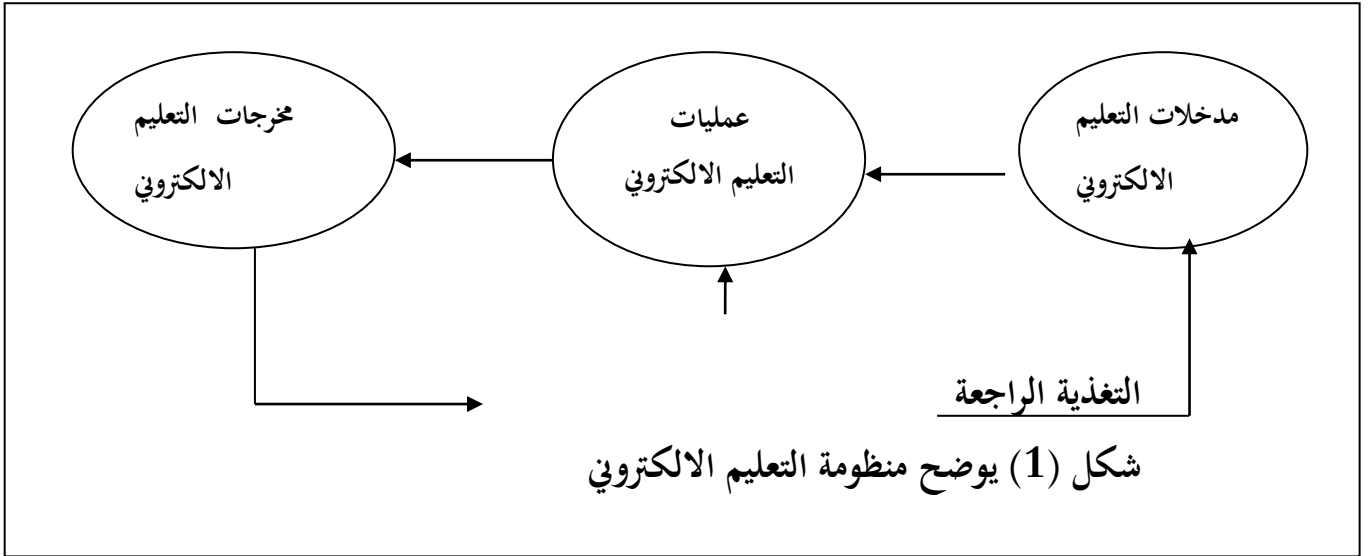 مدخلات التعليم
الالكتروني
عمليات
التعليم الالكتروني
مخرجات التعليم
الالكتروني
التغذية الراجعة
شكل (1) يوضح منظومة التعليم الالكتروني